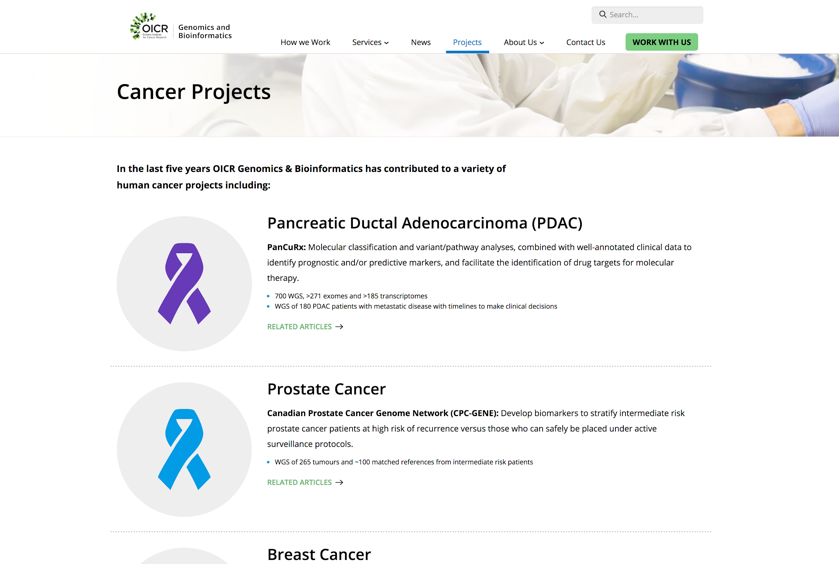 Search...
OICR
Genomics and
Bioinformatics
How we Work Services News Projects About Us Contact Us WORK WITH US
Cancer Projects
In the last five years OICR Genomics & Bioinformatics has contributed to a variety of
human cancer projects including:
Pancreatic Ductal Adenocarcinoma (PDAC)
PanCuRx: Molecular classification and variant/pathway analyses, combined with well-annotated clinical data to
identify prognostic and/or predictive markers, and facilitate the identification of drug targets for molecular
therapy.
700 WGS, >271 exomes and >185 transcriptomes
WGS of 180 PDAC patients with metastatic disease with timelines to make clinical decisions
RELATED ARTICLES →
Prostate Cancer
Canadian Prostate Cancer Genome Network (CPC-GENE): Develop biomarkers to stratify intermediate risk
prostate cancer patients at high risk of recurrence versus those who can safely be placed under active
surveillance protocols.
WGS of 265 tumours and ~100 matched references from intermediate risk patients
RELATED ARTICLES →
Breast Cancer